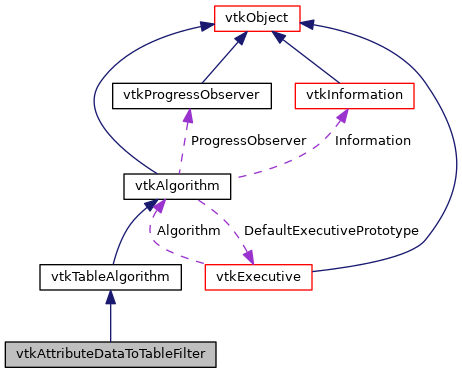 vtkObject
vtkProgressObserver
vtkInformation
ProgressObserver
Information
vtkAlgorithm
Algorithm
DefaultExecutivePrototype
vtkTableAlgorithm
vtkExecutive
vtkAttributeDataToTableFilter